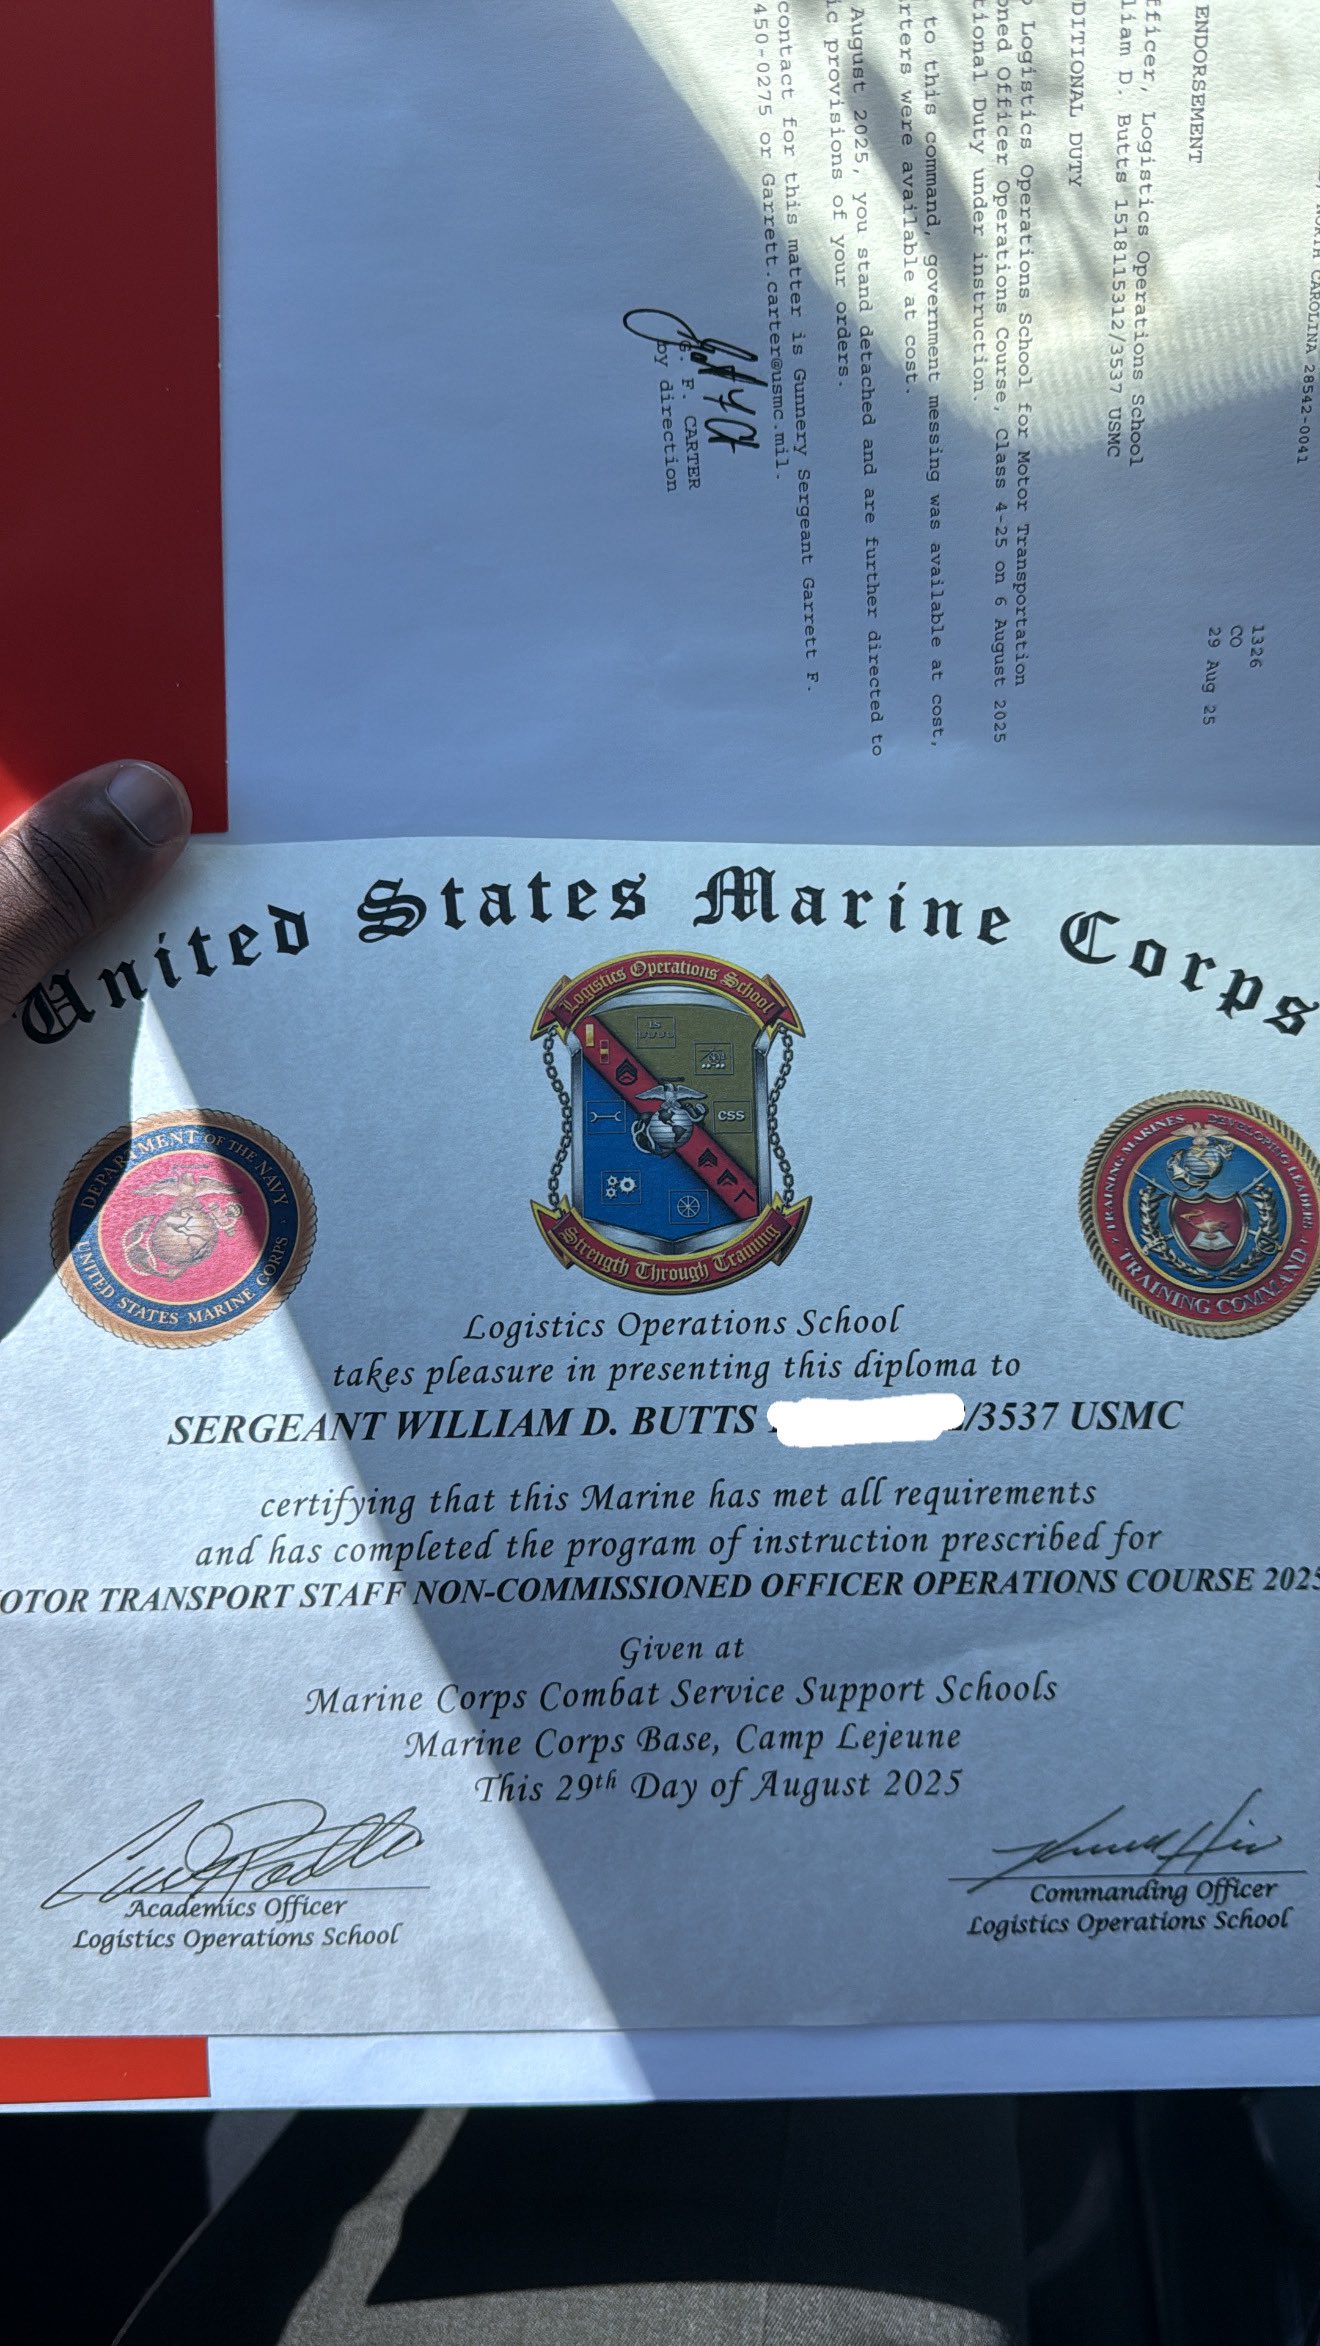 NORTH CAROLINA 28542-0041
1326
CO
29 Aug 25
ENDORSEMENT
fficer, Logistics Operations School
liam D. Butts /3537 USMC
DITIONAL DUTY
Logistics Operations School for Motor Transportation
oned Officer Operations Course, Class 4-25 on 6 August 2025
tional Duty under instruction.
to this command, government messing was available at cost,
rters were available at cost.
August 2025, you stand detached and are further directed to
ic provisions of your orders.
contact for this matter is Gunnery Sergeant Garrett F.
450-0275 or Garrett.carter@usmc.mil.
G. F. CARTER
by direction
United States Marine Corps
Logistics Operations School
LS
CSS
Strength Through Training
DEPARTMENT OF THE NAVY
UNITED STATES MARINE CORPS
TRAINING MARINES DEVELOPING LEADERS
TRAINING COMMAND
Logistics Operations School
takes pleasure in presenting this diploma to
SERGEANT WILLIAM D. BUTTS /3537 USMC
certifying that this Marine has met all requirements
and has completed the program of instruction prescribed for
OTOR TRANSPORT STAFF NON-COMMISSIONED OFFICER OPERATIONS COURSE 2025
Given at
Marine Corps Combat Service Support Schools
Marine Corps Base, Camp Lejeune
This 29th Day of August 2025
Academics Officer
Logistics Operations School
Commanding Officer
Logistics Operations School